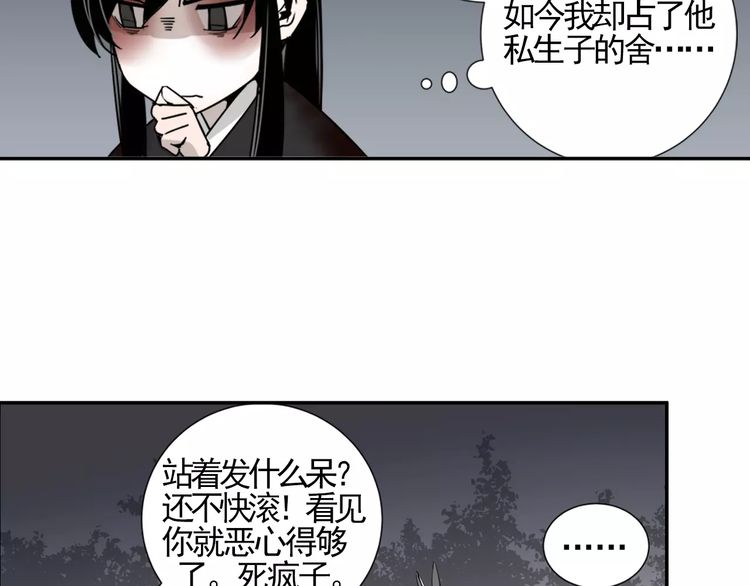 如今我却占了他
私生子的舍……
站着发什么呆？
还不快滚！看见
你就恶心得够
了。死疯子。
……